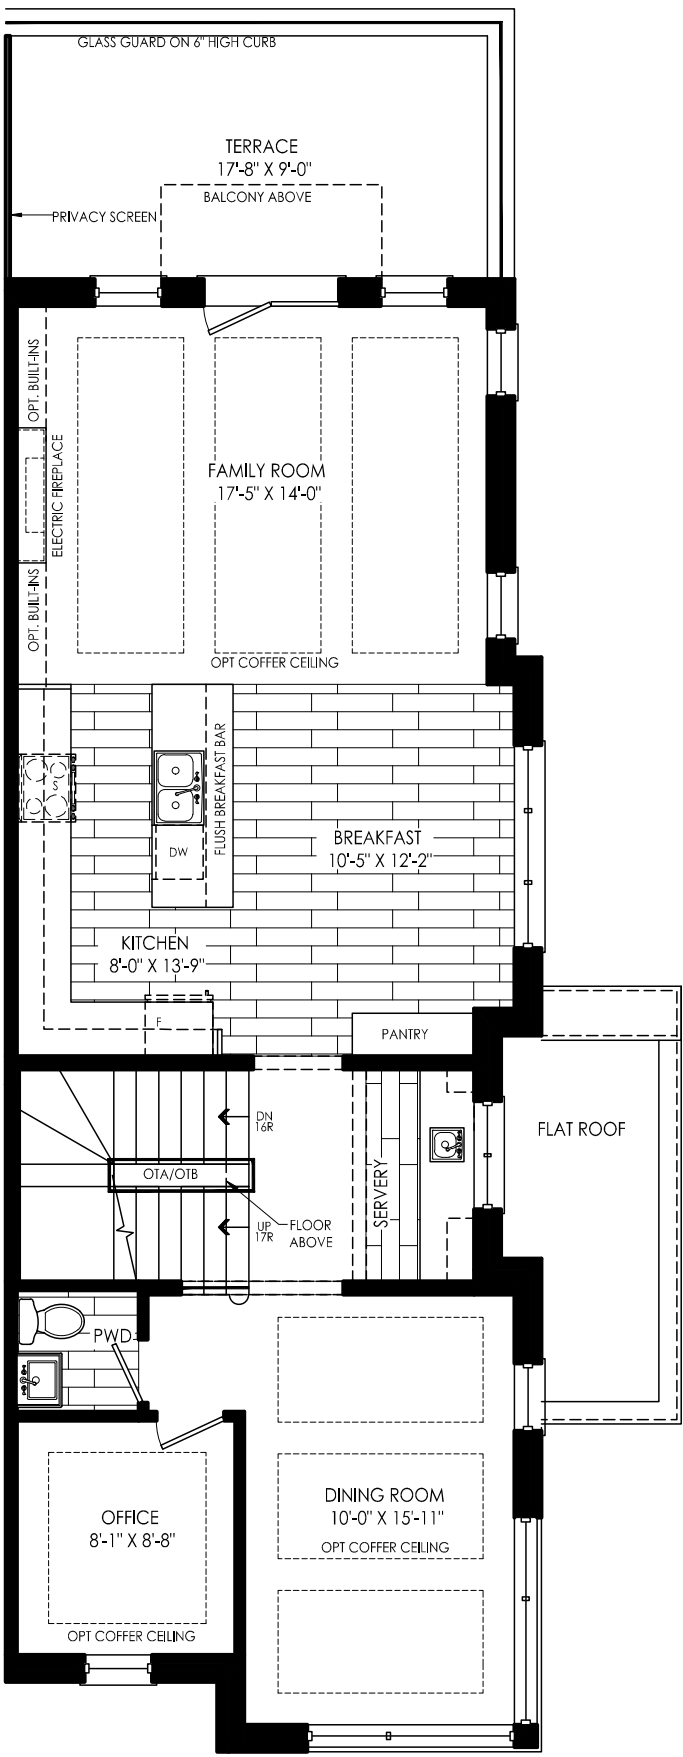 GLASS GUARD ON 6" HIGH CURB
TERRACE
17'-8" X 9'-0"
BALCONY ABOVE
PRIVACY SCREEN
OPT. BUILT-INS
ELECTRIC FIREPLACE
OPT. BUILT-INS
FAMILY ROOM
17'-5" X 14'-0"
OPT COFFER CEILING
S
FLUSH BREAKFAST BAR
DW
BREAKFAST
10'-5" X 12'-2"
KITCHEN
8'-0" X 13'-9"
F
PANTRY
DN
16R
OTA/OTB
UP
17R
FLOOR
ABOVE
SERVERY
FLAT ROOF
PWD
DINING ROOM
10'-0" X 15'-11"
OPT COFFER CEILING
OFFICE
8'-1" X 8'-8"
OPT COFFER CEILING